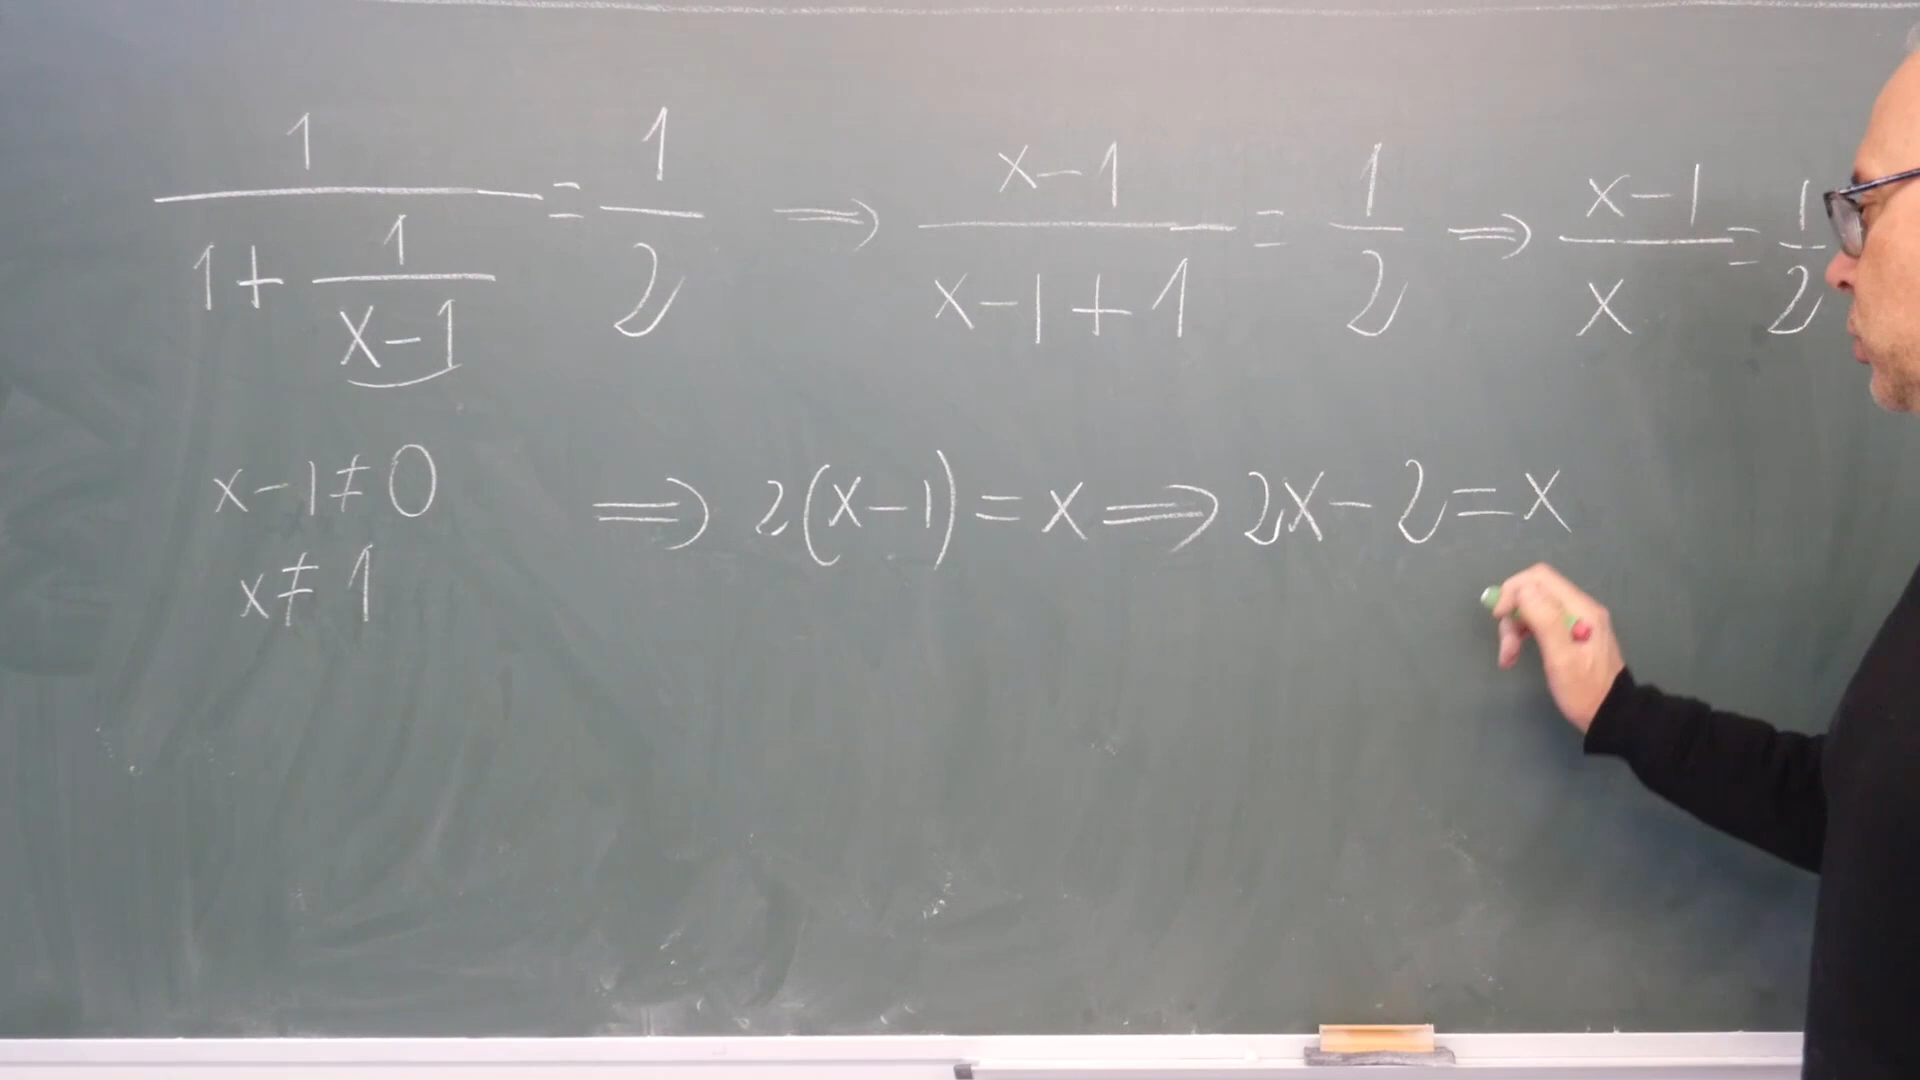 1/(1+1/(x-1)) = 1/2 ⇒ (x-1)/(x-1+1) = 1/2 ⇒ (x-1)/x = 1/2
x-1≠0 ⇒ 2(x-1)=x ⇒ 2x-2=x
x≠1